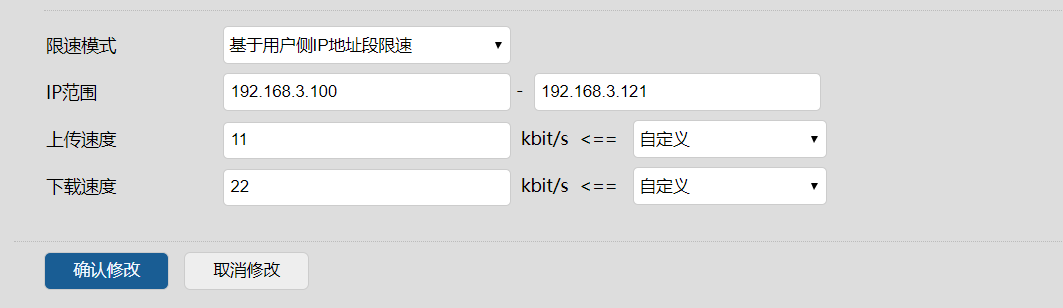 限速模式 基于用户侧IP地址段限速
IP范围 192.168.3.100 - 192.168.3.121
上传速度 11 kbit/s <== 自定义
下载速度 22 kbit/s <== 自定义
确认修改 取消修改